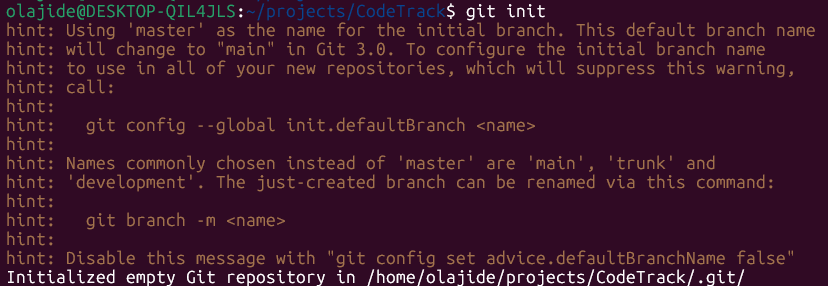 olajide@DESKTOP-QIL4JLS:~/projects/CodeTrack$ git init
hint: Using 'master' as the name for the initial branch. This default branch name
hint: will change to "main" in Git 3.0. To configure the initial branch name
hint: to use in all of your new repositories, which will suppress this warning,
hint: call:
hint:
hint:   git config --global init.defaultBranch <name>
hint:
hint: Names commonly chosen instead of 'master' are 'main', 'trunk' and
hint: 'development'. The just-created branch can be renamed via this command:
hint:
hint:   git branch -m <name>
hint:
hint: Disable this message with "git config set advice.defaultBranchName false"
Initialized empty Git repository in /home/olajide/projects/CodeTrack/.git/